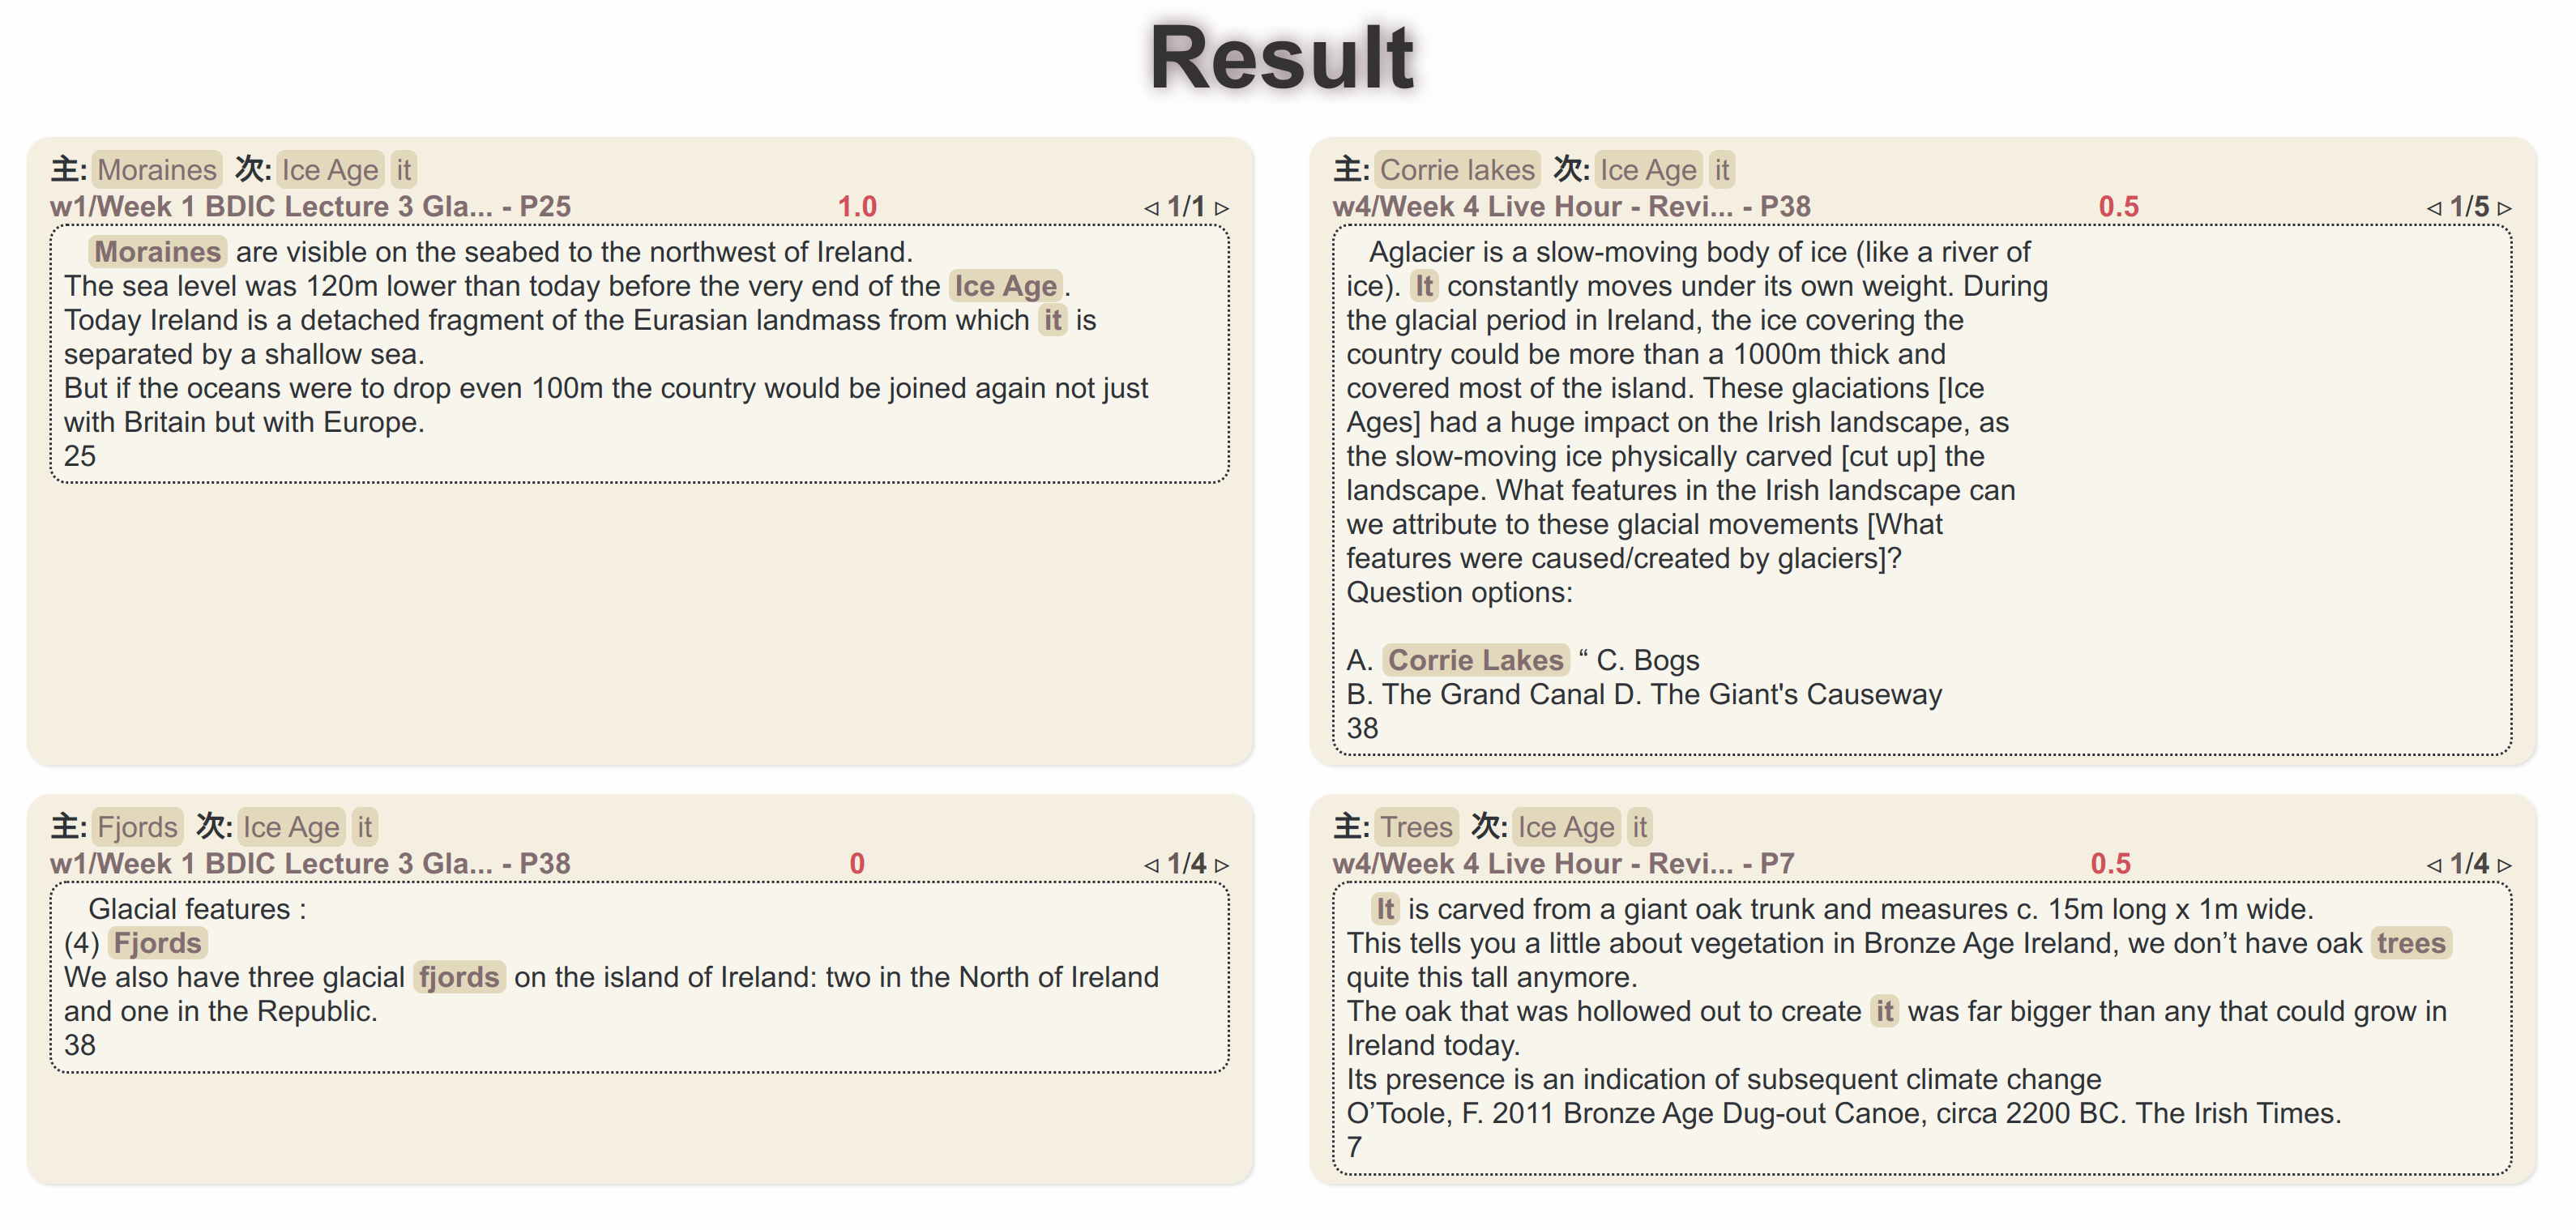 Result
主: Moraines 次: Ice Age it
w1/Week 1 BDIC Lecture 3 Gla... - P25 1.0 ◃ 1/1 ▹
Moraines are visible on the seabed to the northwest of Ireland.
The sea level was 120m lower than today before the very end of the Ice Age.
Today Ireland is a detached fragment of the Eurasian landmass from which it is
separated by a shallow sea.
But if the oceans were to drop even 100m the country would be joined again not just
with Britain but with Europe.
25
主: Corrie lakes 次: Ice Age it
w4/Week 4 Live Hour - Revi... - P38 0.5 ◃ 1/5 ▹
Aglacier is a slow-moving body of ice (like a river of
ice). It constantly moves under its own weight. During
the glacial period in Ireland, the ice covering the
country could be more than a 1000m thick and
covered most of the island. These glaciations [Ice
Ages] had a huge impact on the Irish landscape, as
the slow-moving ice physically carved [cut up] the
landscape. What features in the Irish landscape can
we attribute to these glacial movements [What
features were caused/created by glaciers]?
Question options:
A. Corrie Lakes “ C. Bogs
B. The Grand Canal D. The Giant's Causeway
38
主: Fjords 次: Ice Age it
w1/Week 1 BDIC Lecture 3 Gla... - P38 0 ◃ 1/4 ▹
Glacial features :
(4) Fjords
We also have three glacial fjords on the island of Ireland: two in the North of Ireland
and one in the Republic.
38
主: Trees 次: Ice Age it
w4/Week 4 Live Hour - Revi... - P7 0.5 ◃ 1/4 ▹
It is carved from a giant oak trunk and measures c. 15m long x 1m wide.
This tells you a little about vegetation in Bronze Age Ireland, we don’t have oak trees
quite this tall anymore.
The oak that was hollowed out to create it was far bigger than any that could grow in
Ireland today.
Its presence is an indication of subsequent climate change
O’Toole, F. 2011 Bronze Age Dug-out Canoe, circa 2200 BC. The Irish Times.
7